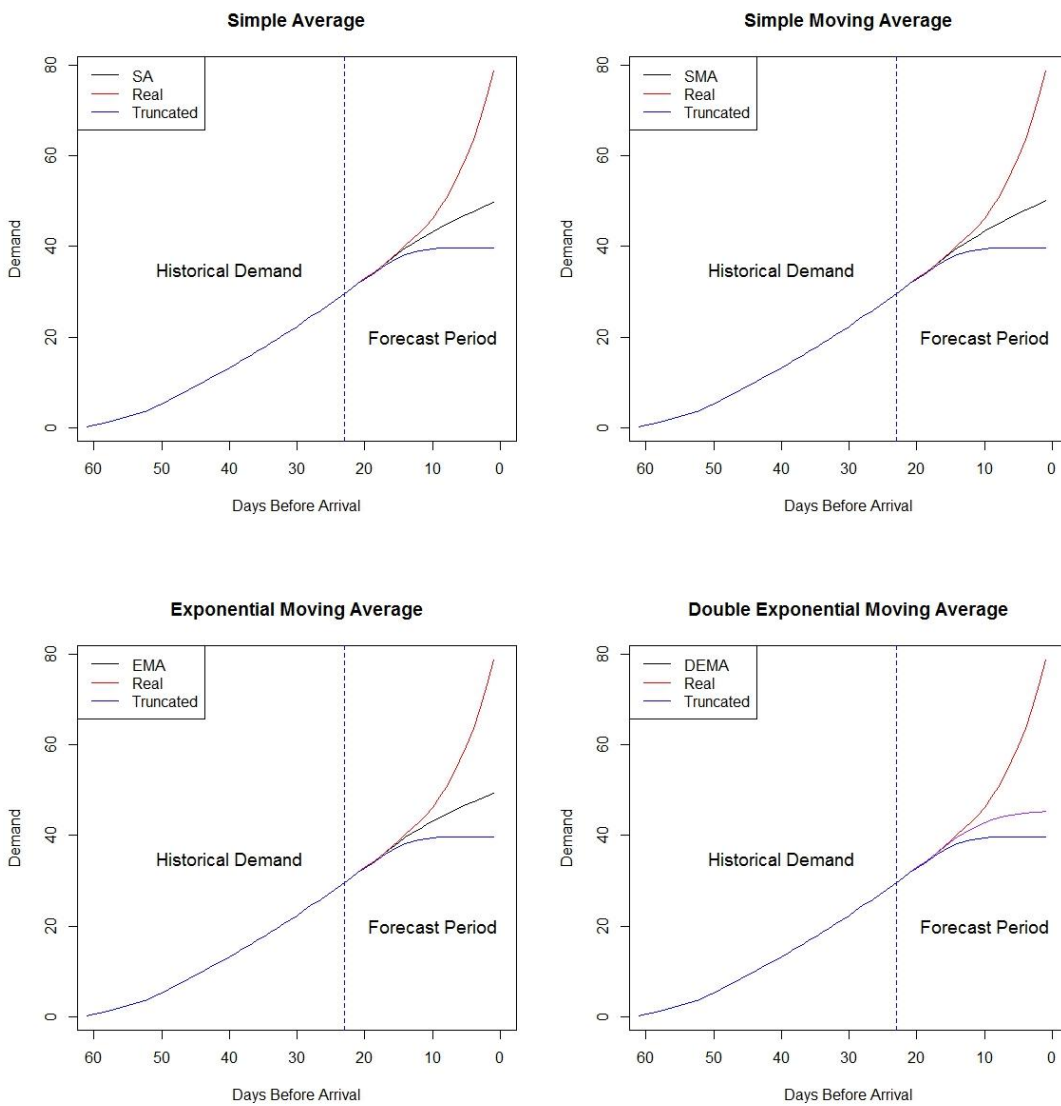 Simple Average
SA
Real
Truncated
Historical Demand
Forecast Period
Demand
0
20
40
60
80
60
50
40
30
20
10
0
Days Before Arrival
Simple Moving Average
SMA
Real
Truncated
Historical Demand
Forecast Period
Demand
0
20
40
60
80
60
50
40
30
20
10
0
Days Before Arrival
Exponential Moving Average
EMA
Real
Truncated
Historical Demand
Forecast Period
Demand
0
20
40
60
80
60
50
40
30
20
10
0
Days Before Arrival
Double Exponential Moving Average
DEMA
Real
Truncated
Historical Demand
Forecast Period
Demand
0
20
40
60
80
60
50
40
30
20
10
0
Days Before Arrival